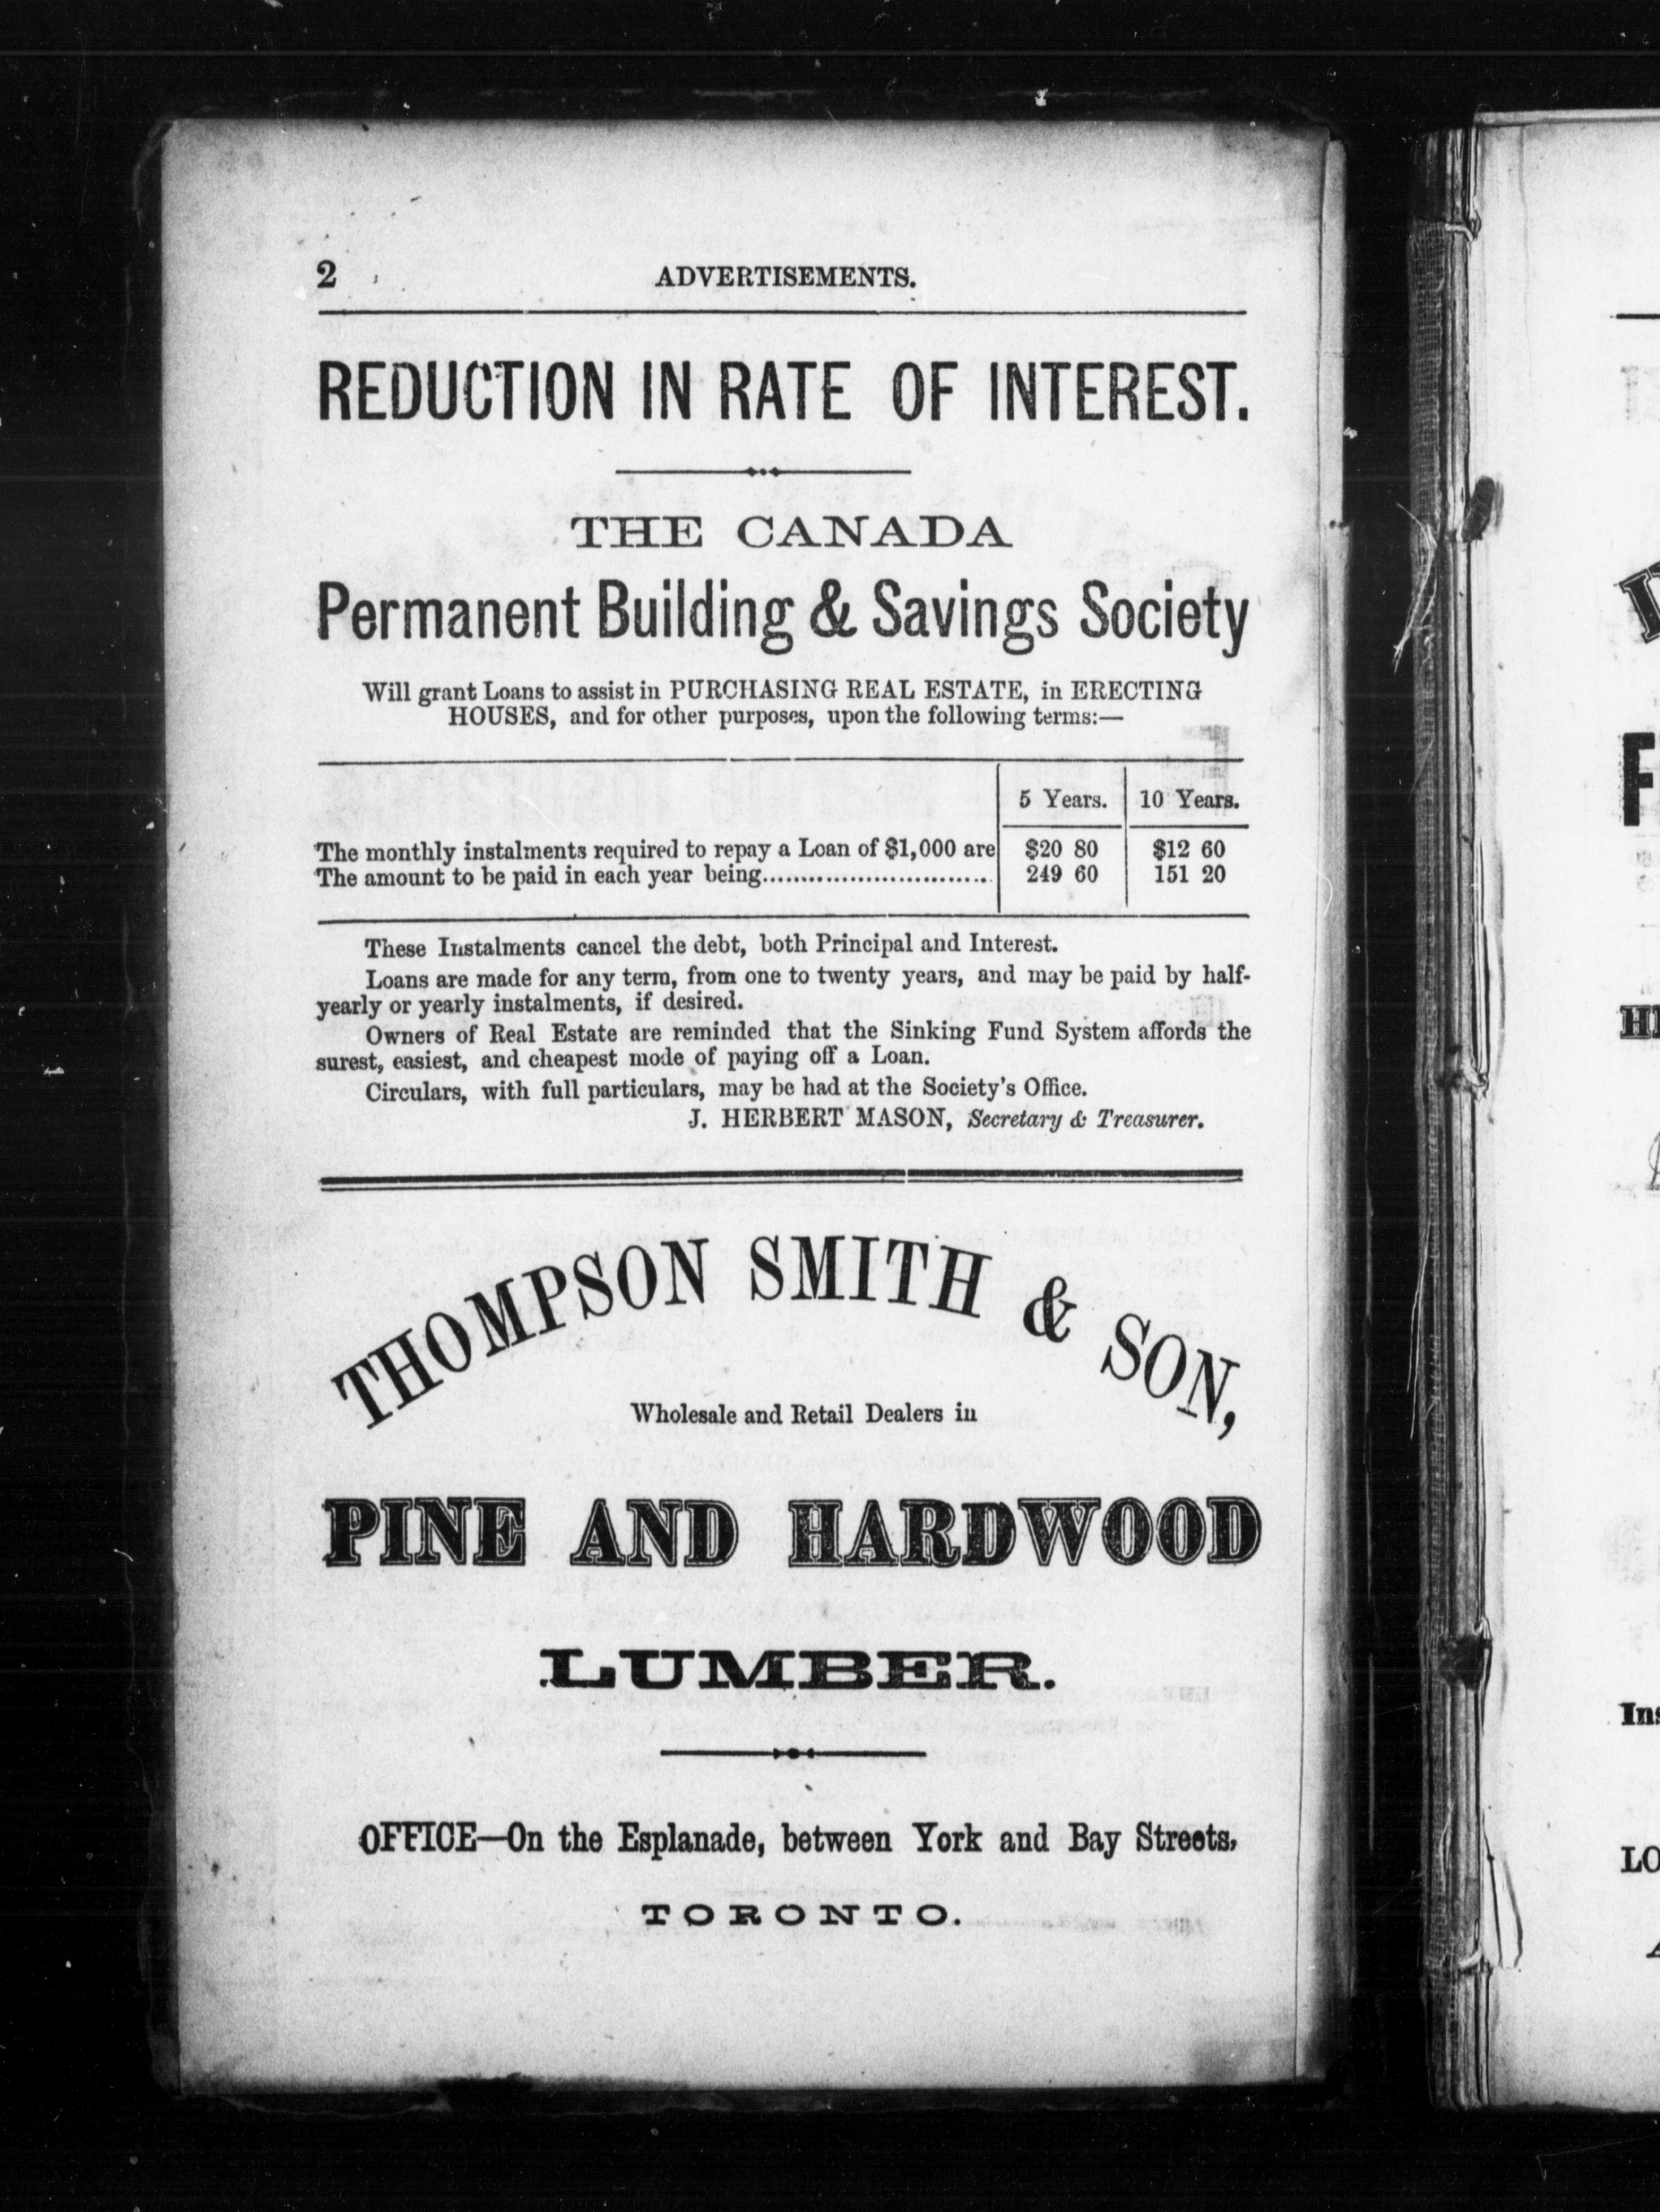 2 ADVERTISEMENTS.
REDUCTION IN RATE OF INTEREST.
THE CANADA
Permanent Building & Savings Society
Will grant Loans to assist in PURCHASING REAL ESTATE, in ERECTING
HOUSES, and for other purposes, upon the following terms:—
5 Years. 10 Years.
The monthly instalments required to repay a Loan of $1,000 are $20 80 $12 60
The amount to be paid in each year being............................ 249 60 151 20
These Instalments cancel the debt, both Principal and Interest.
Loans are made for any term, from one to twenty years, and may be paid by half-
yearly or yearly instalments, if desired.
Owners of Real Estate are reminded that the Sinking Fund System affords the
surest, easiest, and cheapest mode of paying off a Loan.
Circulars, with full particulars, may be had at the Society's Office.
J. HERBERT MASON, Secretary & Treasurer.
THOMPSON SMITH & SON,
Wholesale and Retail Dealers in
PINE AND HARDWOOD
LUMBER.
OFFICE—On the Esplanade, between York and Bay Streets,
TORONTO.